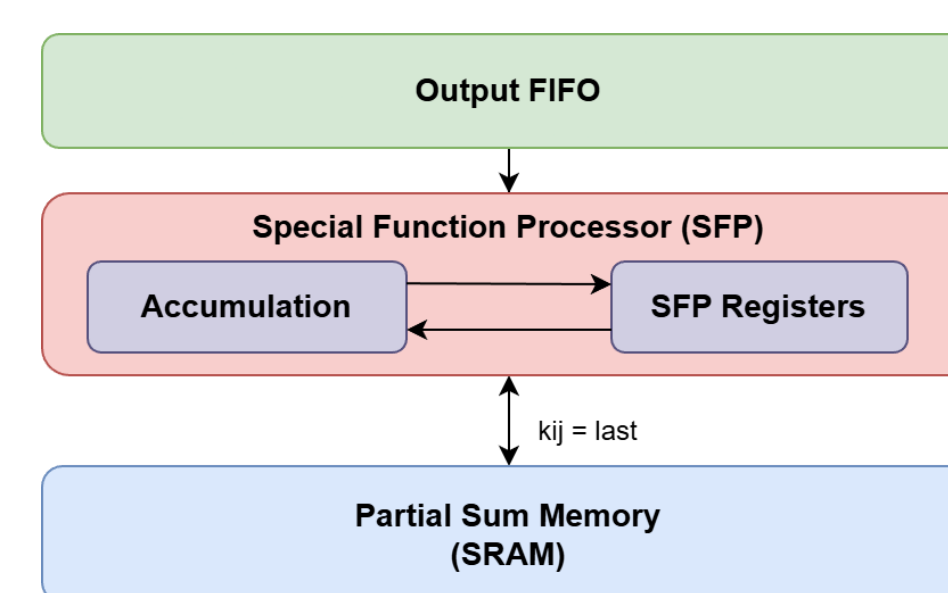 Output FIFO
Special Function Processor (SFP)
Accumulation
SFP Registers
kij = last
Partial Sum Memory
(SRAM)